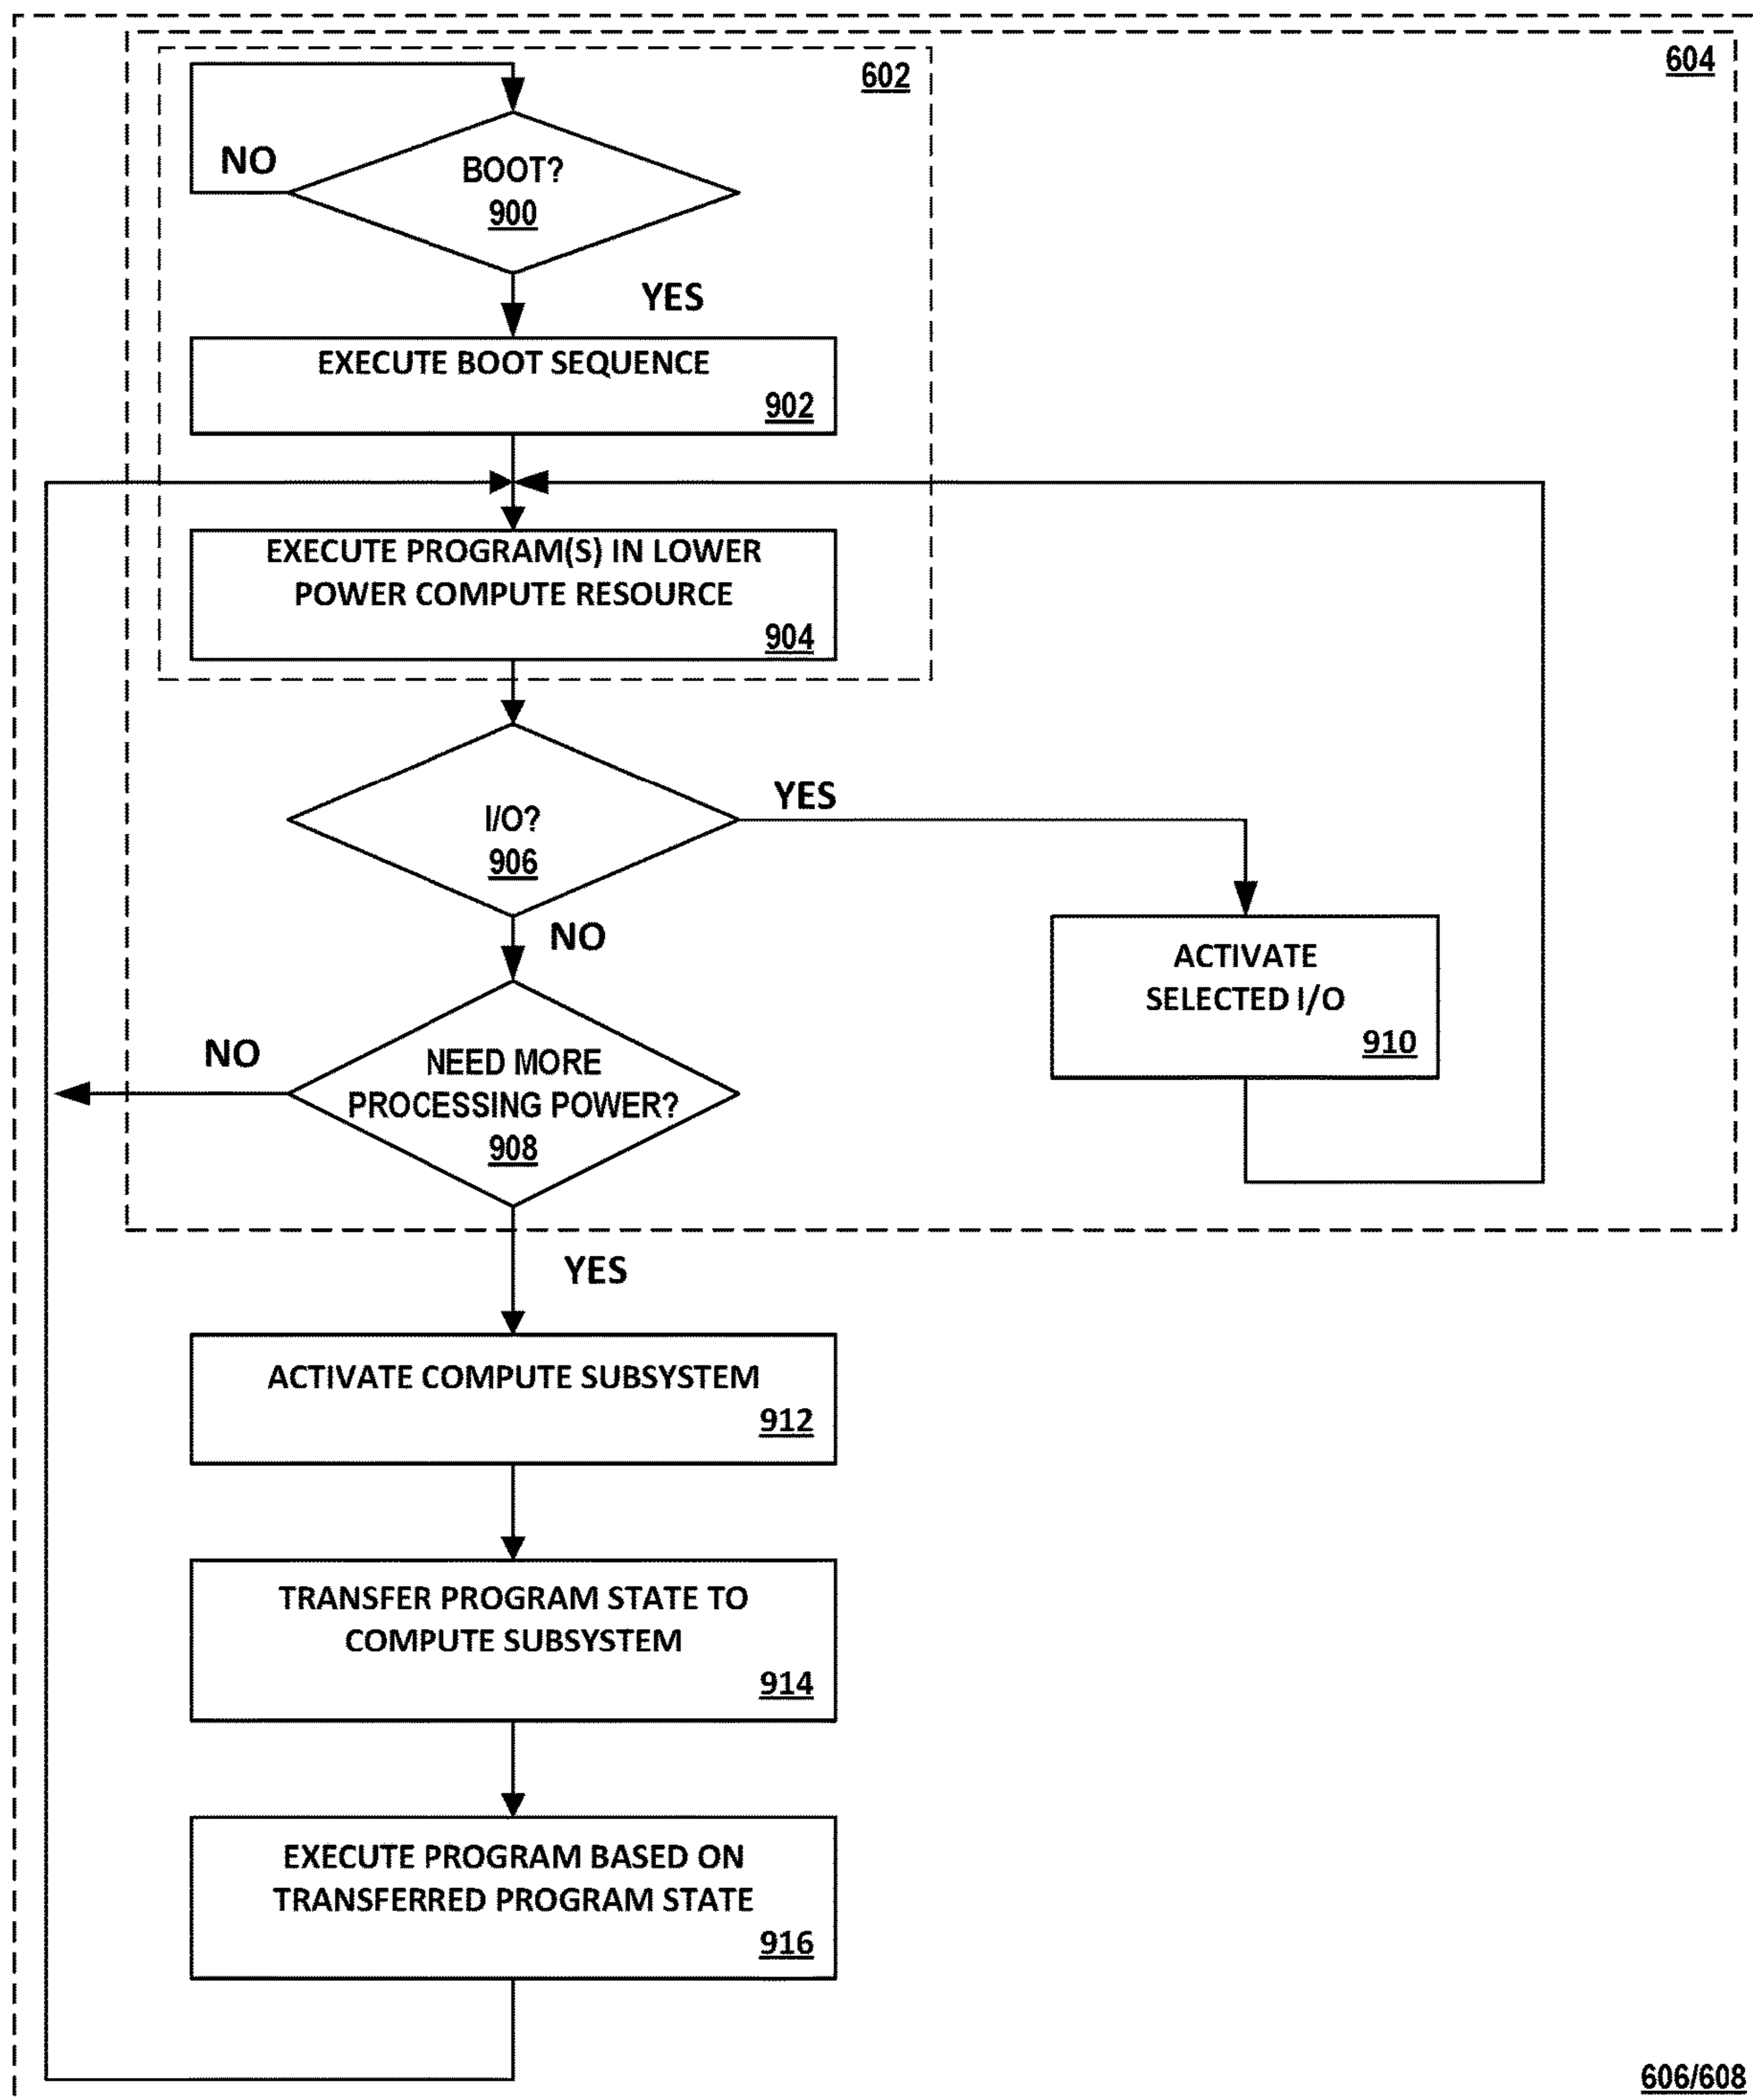 604
602
NO
BOOT?
900
YES
EXECUTE BOOT SEQUENCE
902
EXECUTE PROGRAM(S) IN LOWER
POWER COMPUTE RESOURCE
904
I/O?
906
YES
NO
ACTIVATE
SELECTED I/O
910
NO
NEED MORE
PROCESSING POWER?
908
YES
ACTIVATE COMPUTE SUBSYSTEM
912
TRANSFER PROGRAM STATE TO
COMPUTE SUBSYSTEM
914
EXECUTE PROGRAM BASED ON
TRANSFERRED PROGRAM STATE
916
606/608